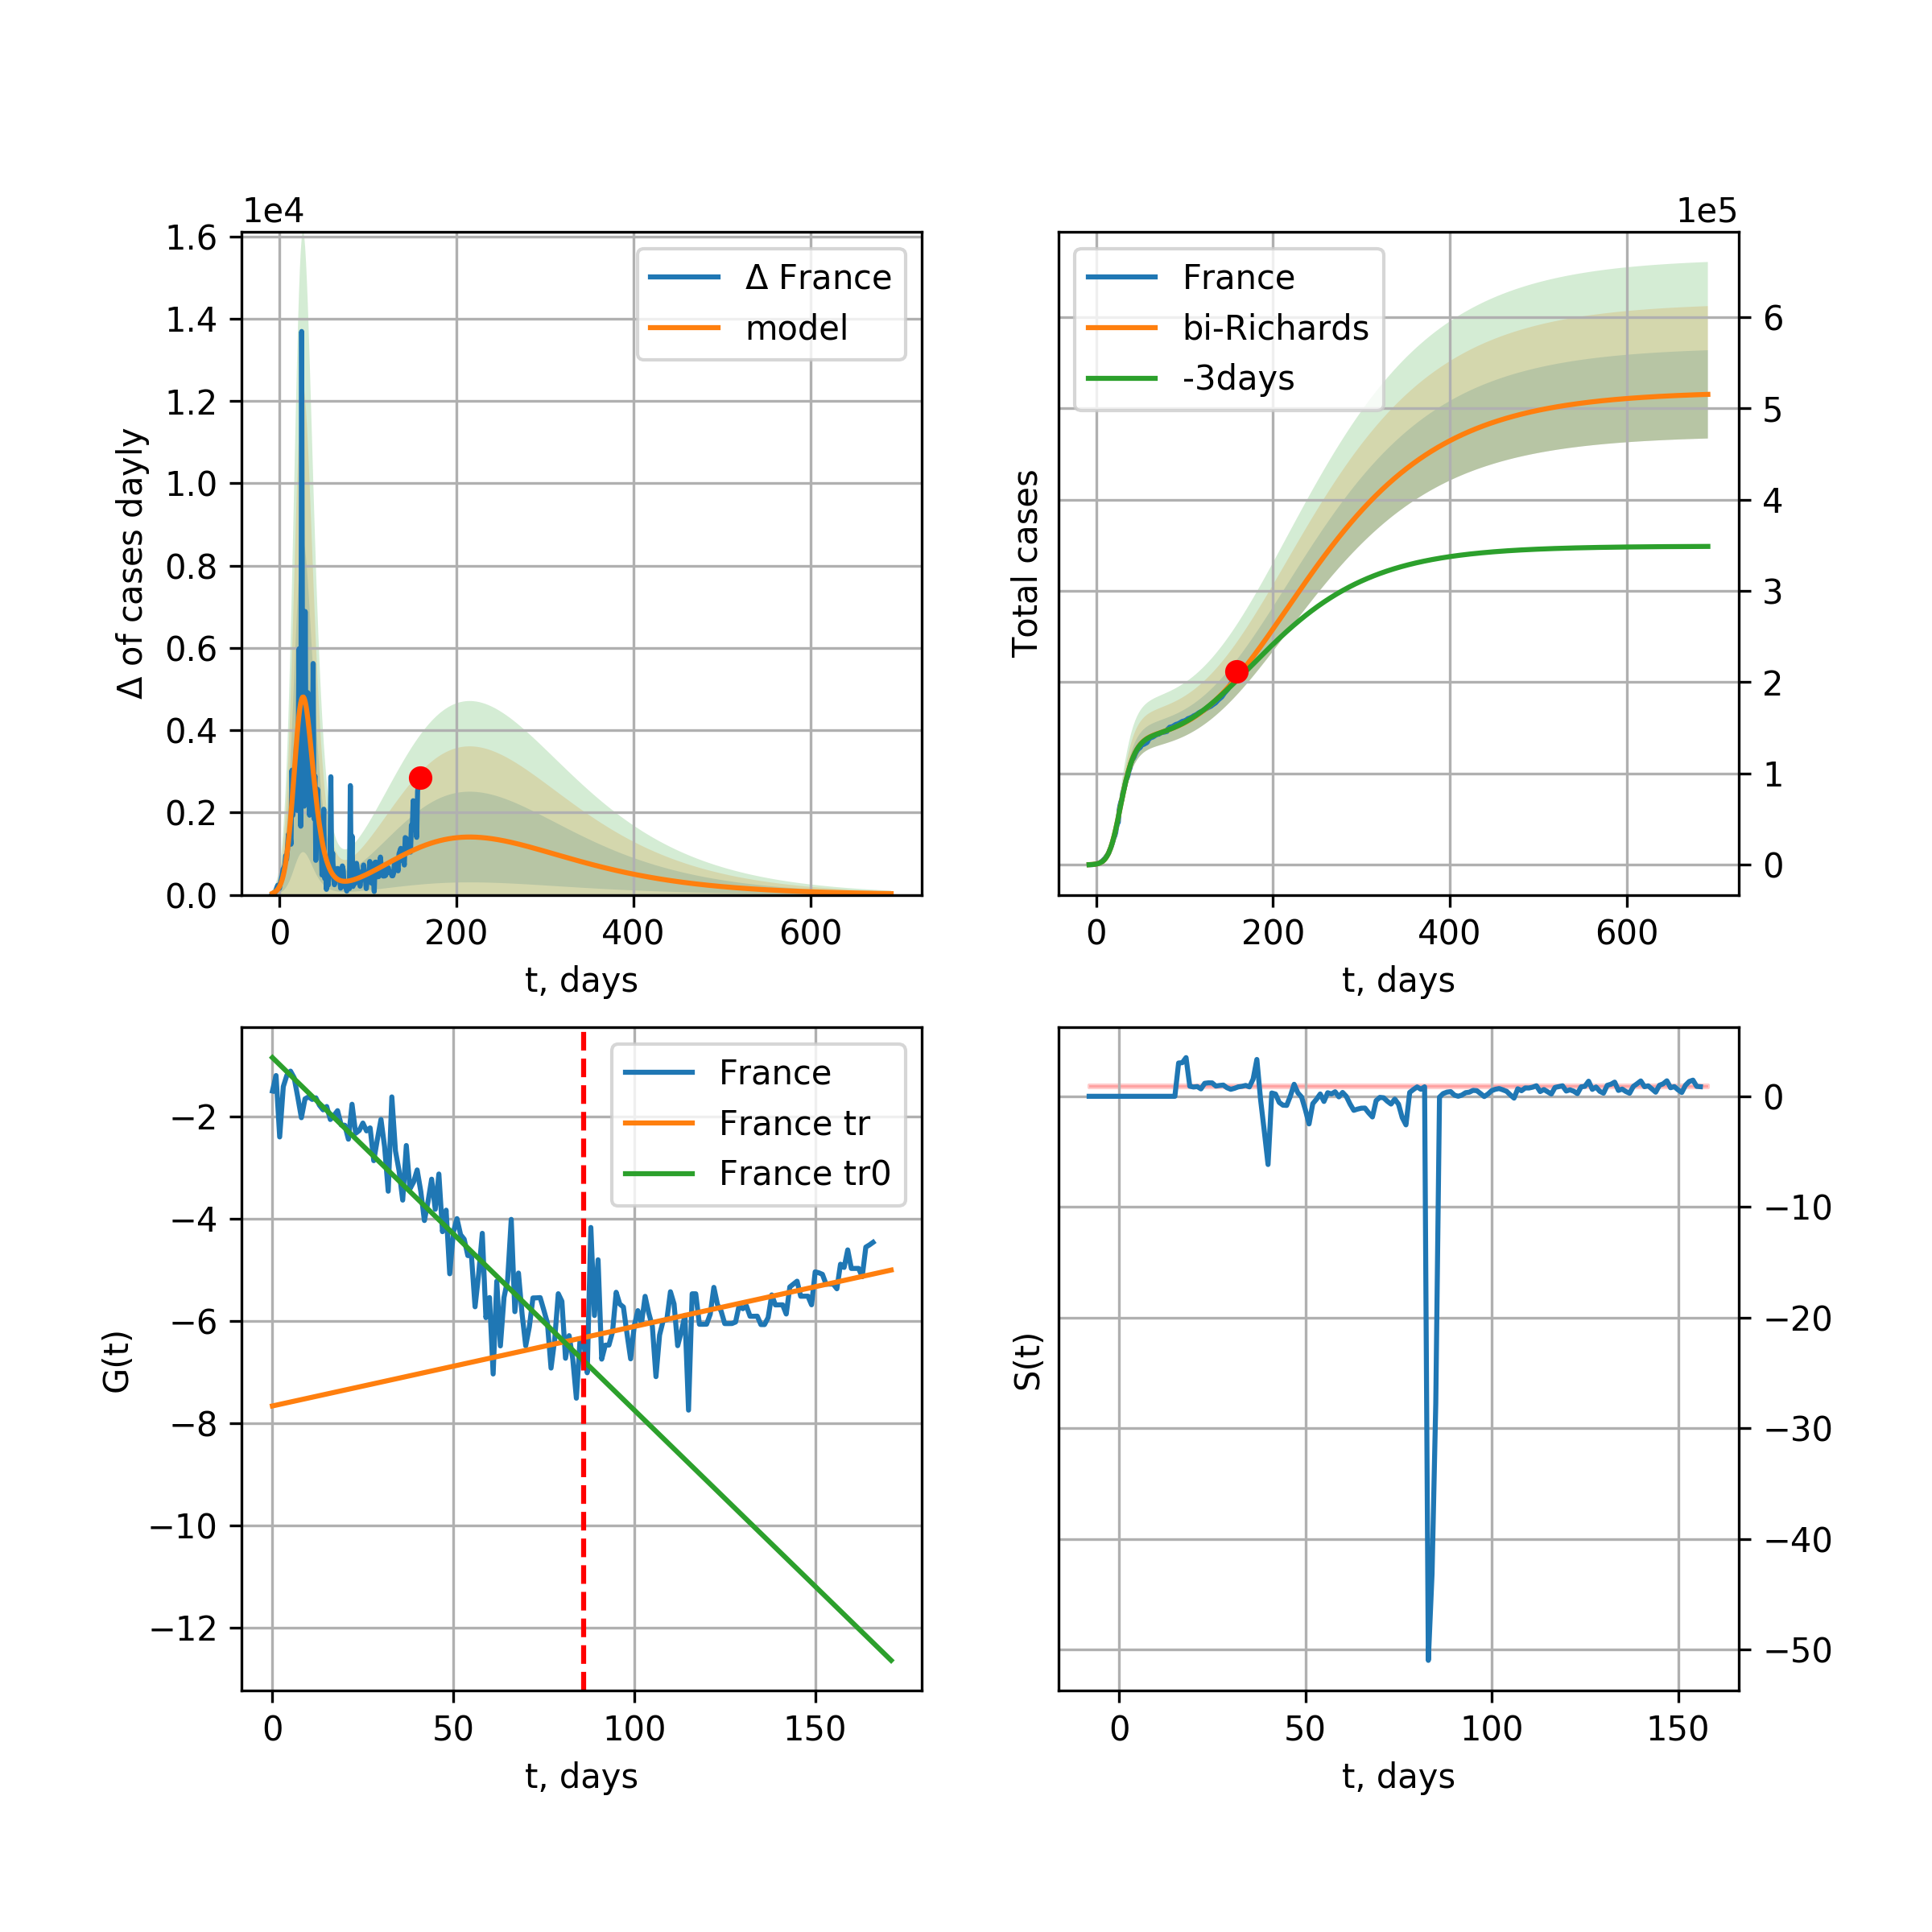 1e4
1.6
1.4
1.2
1.0
0.8
0.6
0.4
0.2
0.0
Δ of cases dayly
Δ France
model
0 200 400 600
t, days
1e5
France
bi-Richards
-3days
Total cases
6
5
4
3
2
1
0
0 200 400 600
t, days
G(t)
−2
−4
−6
−8
−10
−12
France
France tr
France tr0
0 50 100 150
t, days
S(t)
0
−10
−20
−30
−40
−50
0 50 100 150
t, days